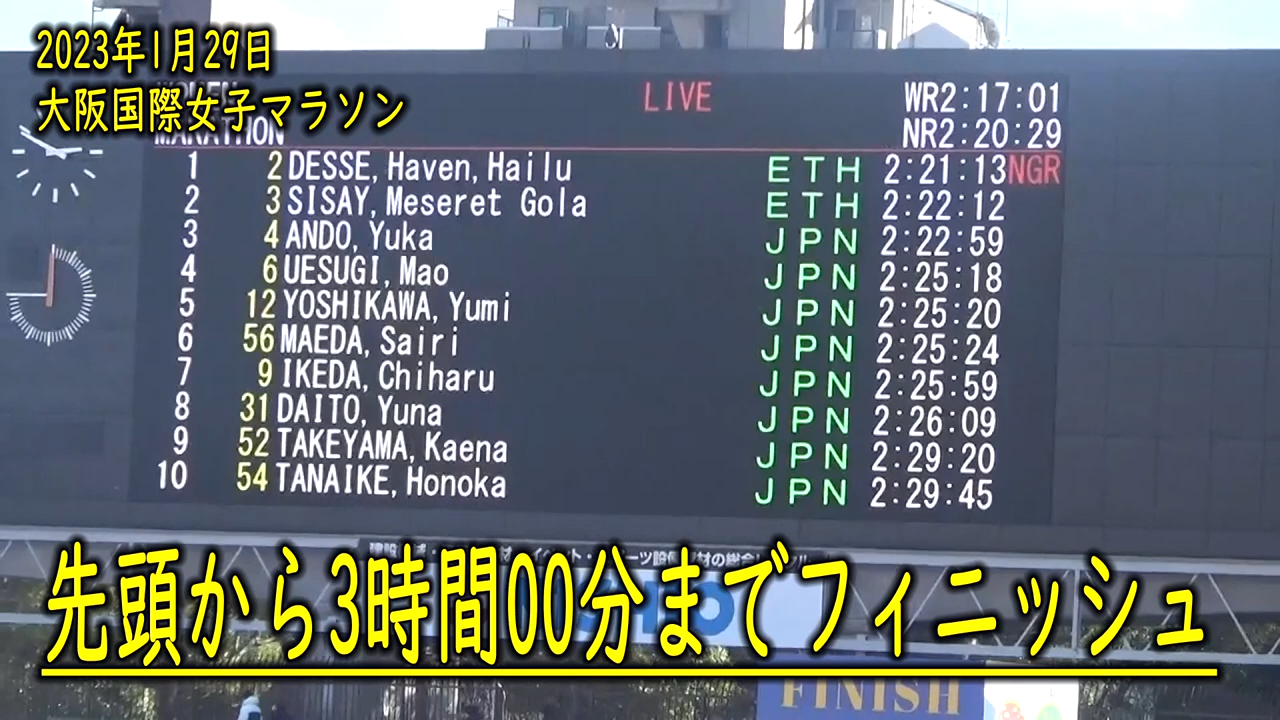 2023年1月29日
大阪国際女子マラソン
LIVE WR2:17:01
MARATHON NR2:20:29
1 2 DESSE, Haven, Hailu ETH 2:21:13 NGR
2 3 SISAY, Meseret Gola ETH 2:22:12
3 4 ANDO, Yuka JPN 2:22:59
4 6 UESUGI, Mao JPN 2:25:18
5 12 YOSHIKAWA, Yumi JPN 2:25:20
6 56 MAEDA, Sairi JPN 2:25:24
7 9 IKEDA, Chiharu JPN 2:25:59
8 31 DAITO, Yuna JPN 2:26:09
9 52 TAKEYAMA, Kaena JPN 2:29:20
10 54 TANAIKE, Honoka JPN 2:29:45
先頭から3時間00分までフィニッシュ
FINISH